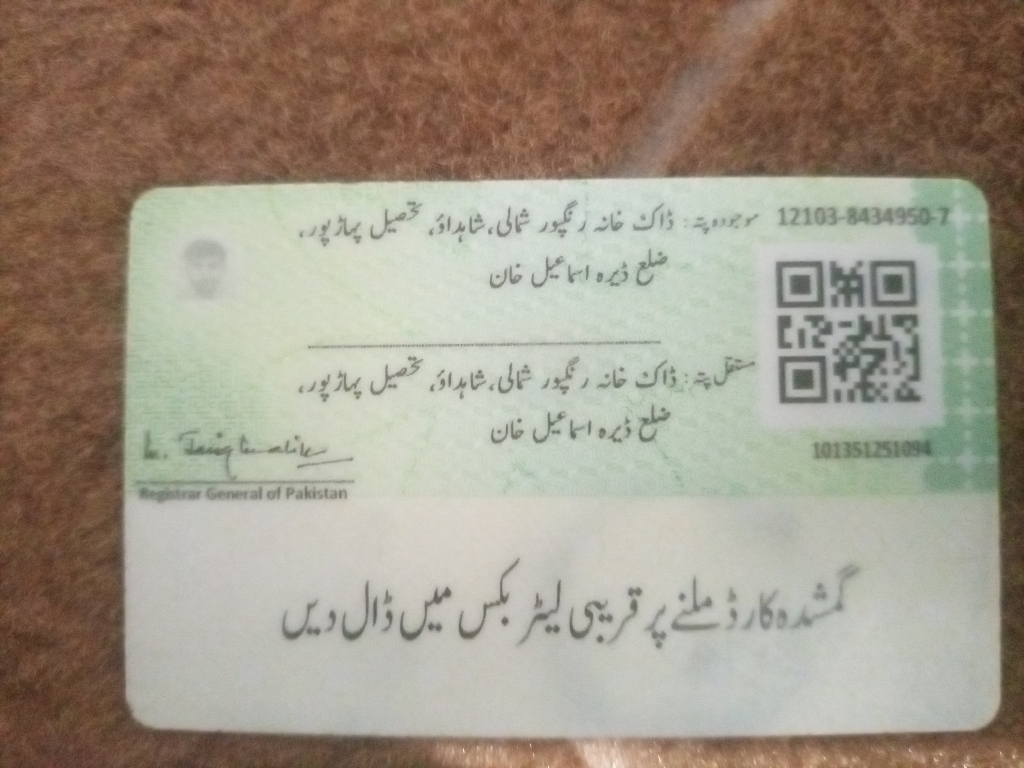 12103-8434950-7
موجودہ پتہ: ڈاک خانہ رنگپور شمالی، شاہداؤ، تحصیل پہاڑپور،
ضلع ڈیرہ اسماعیل خان
مستقل پتہ: ڈاک خانہ رنگپور شمالی، شاہداؤ، تحصیل پہاڑپور،
ضلع ڈیرہ اسماعیل خان
101351251094
Registrar General of Pakistan
گمشدہ کارڈ ملنے پر قریبی لیٹر بکس میں ڈال دیں